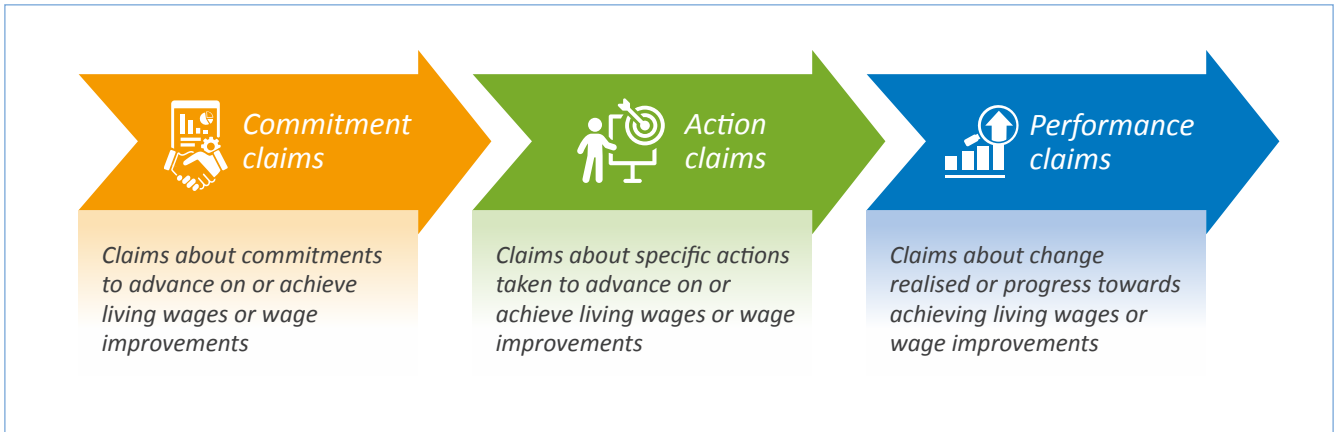 Commitment
claims
Claims about commitments
to advance on or achieve
living wages or wage
improvements
Action
claims
Claims about specific actions
taken to advance on or
achieve living wages or wage
improvements
Performance
claims
Claims about change
realised or progress towards
achieving living wages or
wage improvements